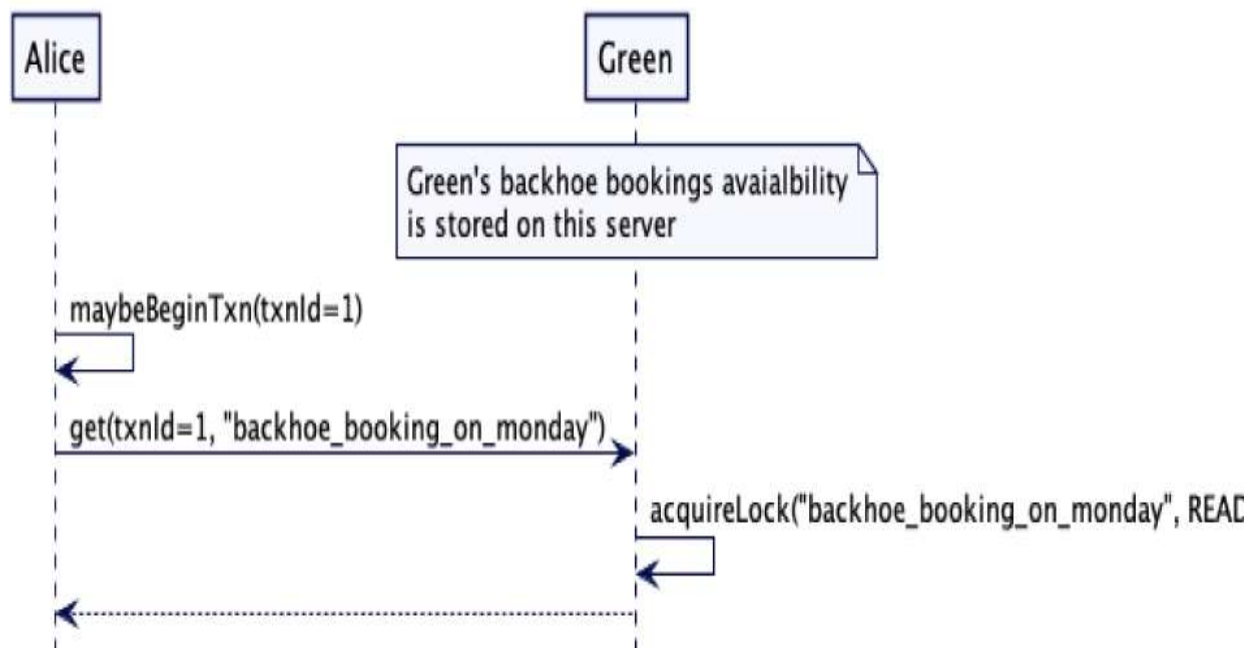 Alice
Green
Green's backhoe bookings avaialbility
is stored on this server
maybeBeginTxn(txnId=1)
get(txnId=1, "backhoe_booking_on_monday")
acquireLock("backhoe_booking_on_monday", READ